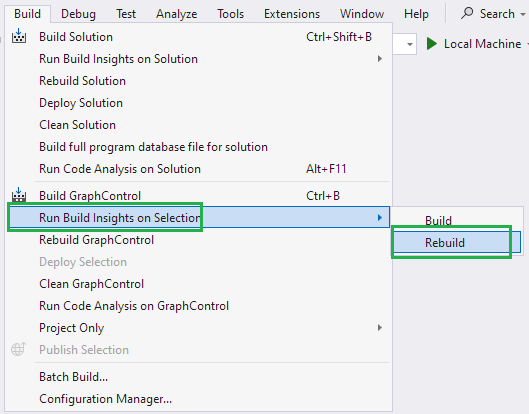 Build Debug Test Analyze Tools Extensions Window Help Search
Build Solution Ctrl+Shift+B
Run Build Insights on Solution
Local Machine
Rebuild Solution
Deploy Solution
Clean Solution
Build full program database file for solution
Run Code Analysis on Solution Alt+F11
Build GraphControl Ctrl+B
Run Build Insights on Selection
Build
Rebuild
Rebuild GraphControl
Deploy Selection
Clean GraphControl
Run Code Analysis on GraphControl
Project Only
Publish Selection
Batch Build...
Configuration Manager...